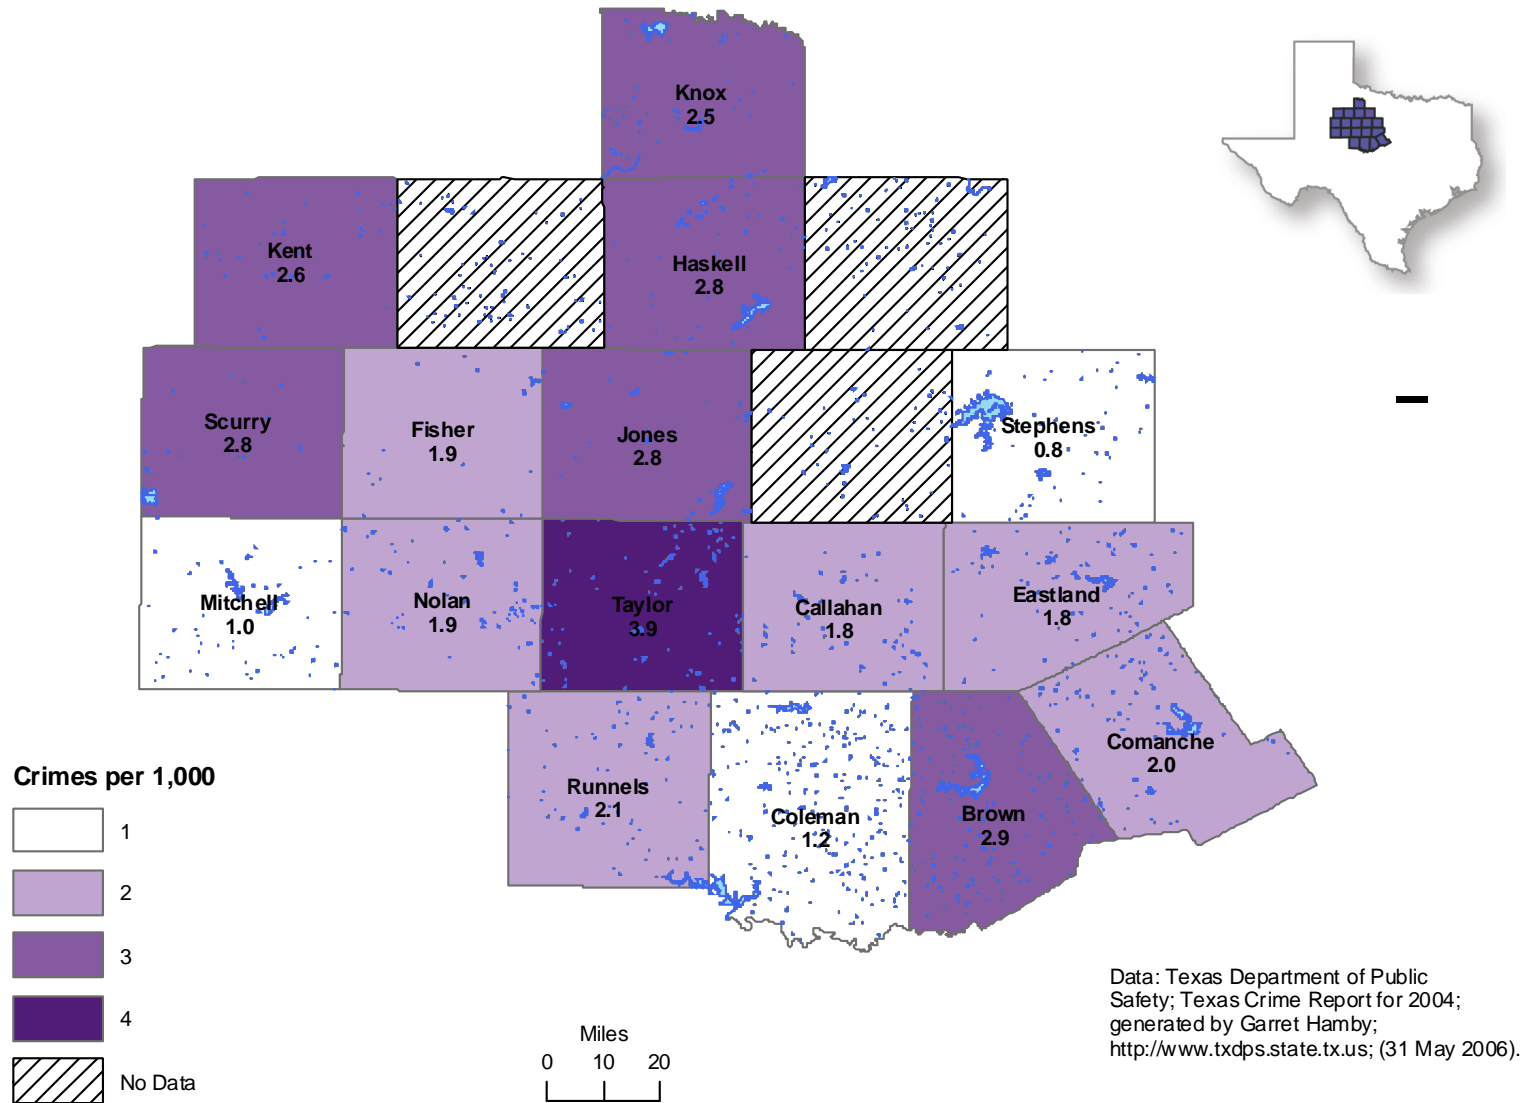 Knox
2.5
Kent
2.6
Haskell
2.8
Scurry
2.8
Fisher
1.9
Jones
2.8
Stephens
0.8
Mitchell
1.0
Nolan
1.9
Taylor
3.9
Callahan
1.8
Eastland
1.8
Runnels
2.1
Coleman
1.2
Brown
2.9
Comanche
2.0
Crimes per 1,000
1
2
3
4
No Data
Miles
0 10 20
Data: Texas Department of Public
Safety; Texas Crime Report for 2004;
generated by Garret Hamby;
http://www.txdps.state.tx.us; (31 May 2006).